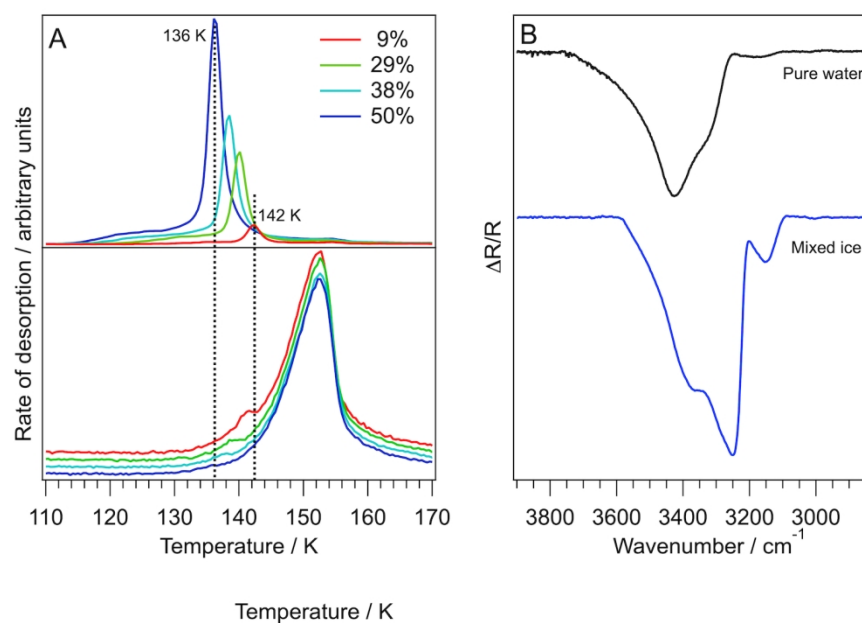 A
136 K
9%
29%
38%
50%
142 K
Rate of desorption / arbitrary units
110 120 130 140 150 160 170
Temperature / K
B
Pure water
Mixed ice
ΔR/R
3800 3600 3400 3200 3000
Wavenumber / cm⁻¹
Temperature / K